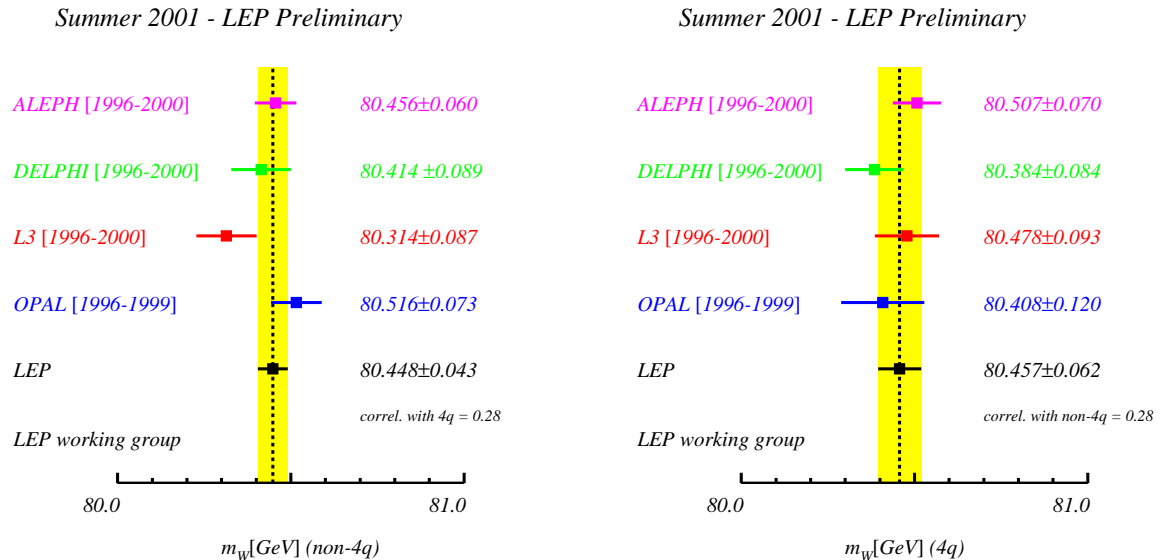 Summer 2001 - LEP Preliminary
ALEPH [1996-2000] 80.456±0.060
DELPHI [1996-2000] 80.414 ±0.089
L3 [1996-2000] 80.314±0.087
OPAL [1996-1999] 80.516±0.073
LEP 80.448±0.043
correl. with 4q = 0.28
LEP working group
80.0 81.0
m_W[GeV] (non-4q)
Summer 2001 - LEP Preliminary
ALEPH [1996-2000] 80.507±0.070
DELPHI [1996-2000] 80.384±0.084
L3 [1996-2000] 80.478±0.093
OPAL [1996-1999] 80.408±0.120
LEP 80.457±0.062
correl. with non-4q = 0.28
LEP working group
80.0 81.0
m_W[GeV] (4q)